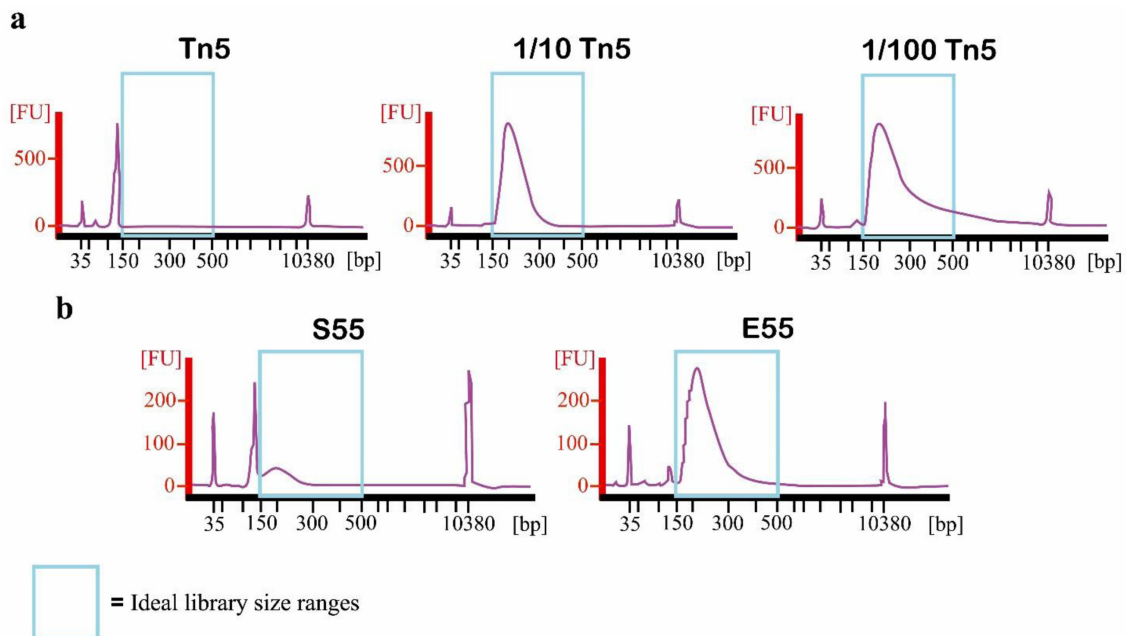 a
Tn5 1/10 Tn5 1/100 Tn5
[FU] [FU] [FU]
500 500 500
0 0 0
35 150 300 500 10380 [bp] 35 150 300 500 10380 [bp] 35 150 300 500 10380 [bp]
b
S55 E55
[FU] [FU]
200 200
100 100
0 0
35 150 300 500 10380 [bp] 35 150 300 500 10380 [bp]
= Ideal library size ranges